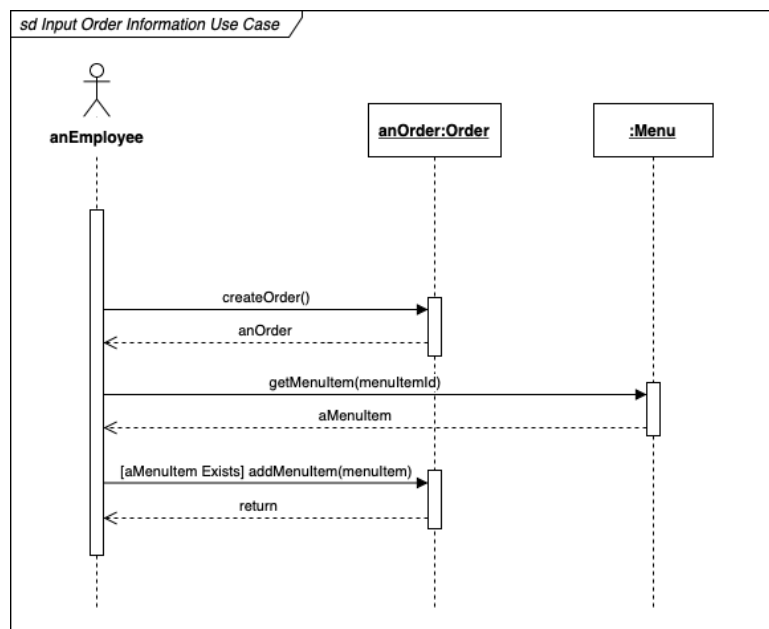 sd Input Order Information Use Case
anEmployee
anOrder:Order
:Menu
createOrder()
anOrder
getMenuItem(menuItemId)
aMenuItem
[aMenuItem Exists] addMenuItem(menuItem)
return